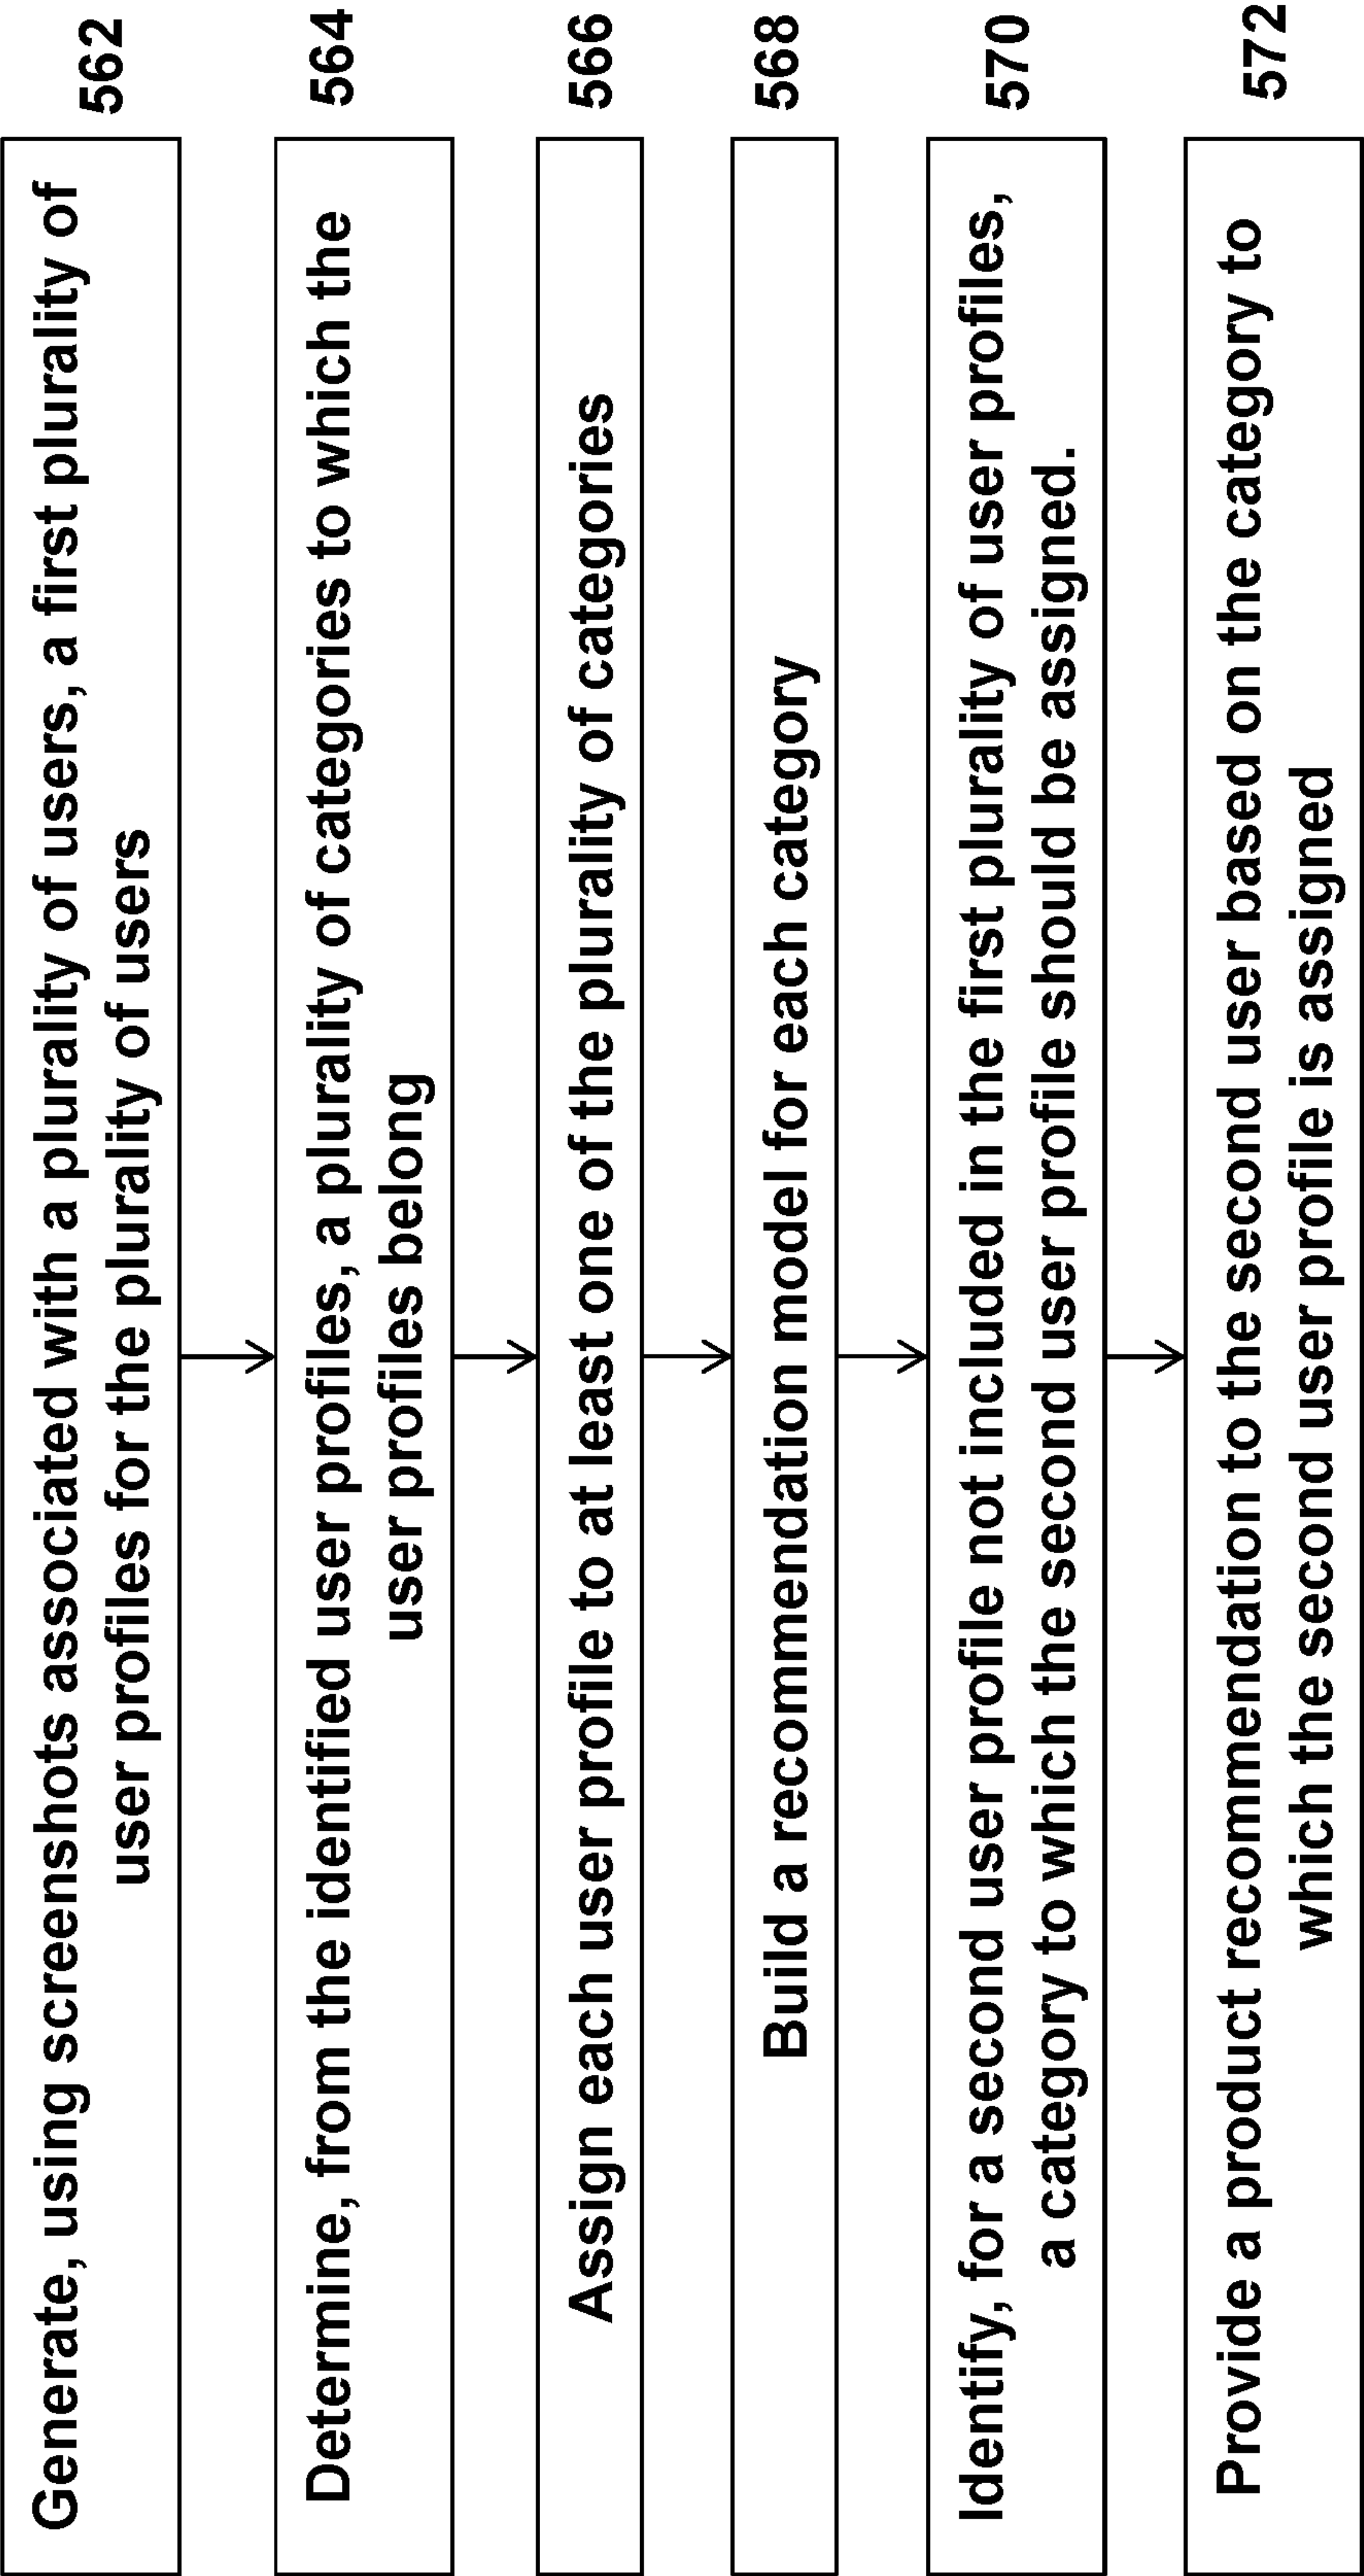 Generate, using screenshots associated with a plurality of users, a first plurality of
user profiles for the plurality of users
562
Determine, from the identified user profiles, a plurality of categories to which the
user profiles belong
564
Assign each user profile to at least one of the plurality of categories
566
Build a recommendation model for each category
568
Identify, for a second user profile not included in the first plurality of user profiles,
a category to which the second user profile should be assigned.
570
Provide a product recommendation to the second user based on the category to
which the second user profile is assigned
572